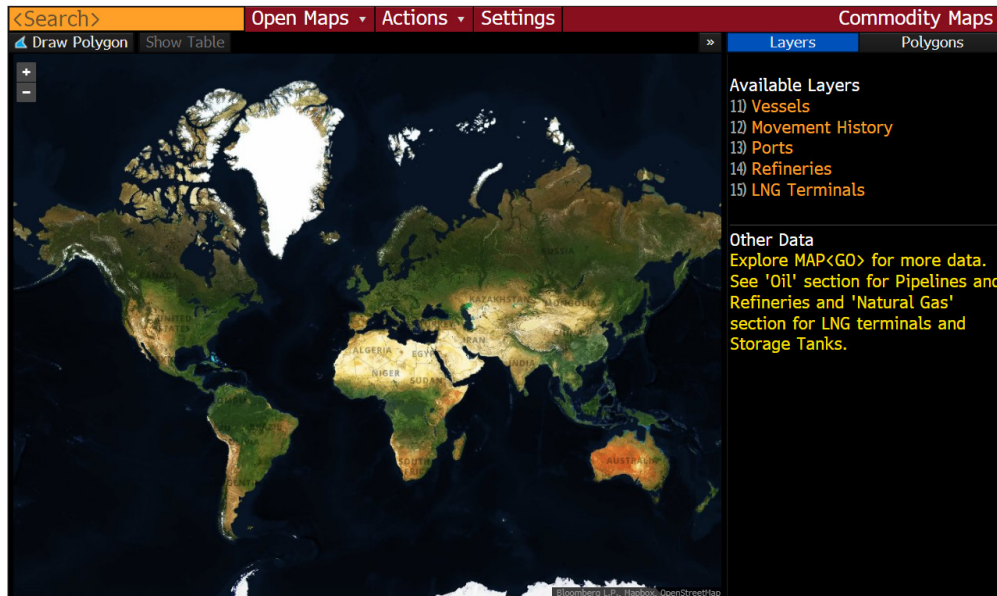 <Search> Open Maps Actions Settings Commodity Maps
Draw Polygon Show Table » Layers Polygons
+
−
Available Layers
11) Vessels
12) Movement History
13) Ports
14) Refineries
15) LNG Terminals
Other Data
Explore MAP<GO> for more data.
See 'Oil' section for Pipelines and
Refineries and 'Natural Gas'
section for LNG terminals and
Storage Tanks.
RUSSIA
CANADA
KAZAKHSTAN
MONGOLIA
UNITED
STATES
IRAN
ALGERIA
INDIA
NIGER
SUDAN
AUSTRALIA
Bloomberg L.P., Mapbox, OpenStreetMap